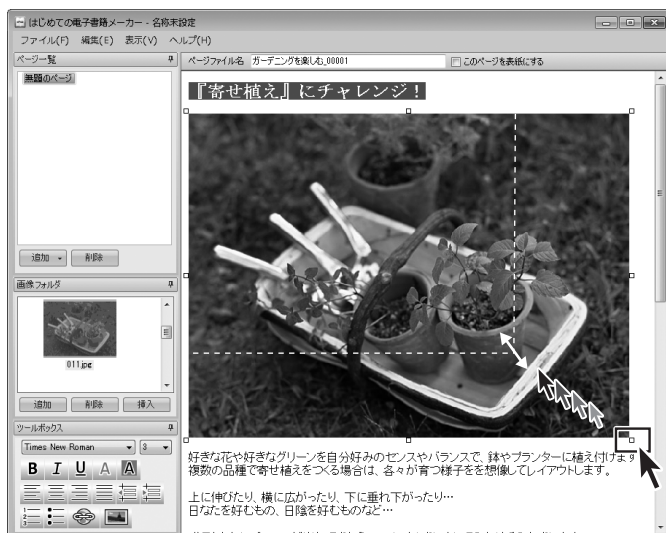 はじめての電子書籍メーカー - 名称未設定
ファイル(F) 編集(E) 表示(V) ヘルプ(H)
ページ一覧
無題のページ
追加 削除
画像フォルダ
011.jpg
追加 削除 挿入
ツールボックス
Times New Roman 3
B I U A A
ページファイル名 ガーデニングを楽しむ_00001 このページを表紙にする
『寄せ植え』にチャレンジ！
好きな花や好きなグリーンを自分好みのセンスやバランスで、鉢やプランターに植え付けます
複数の品種で寄せ植えをつくる場合は、各々が育つ様子をを想像してレイアウトします。
上に伸びたり、横に広がったり、下に垂れ下がったり…
日なたを好むもの、日陰を好むものなど…